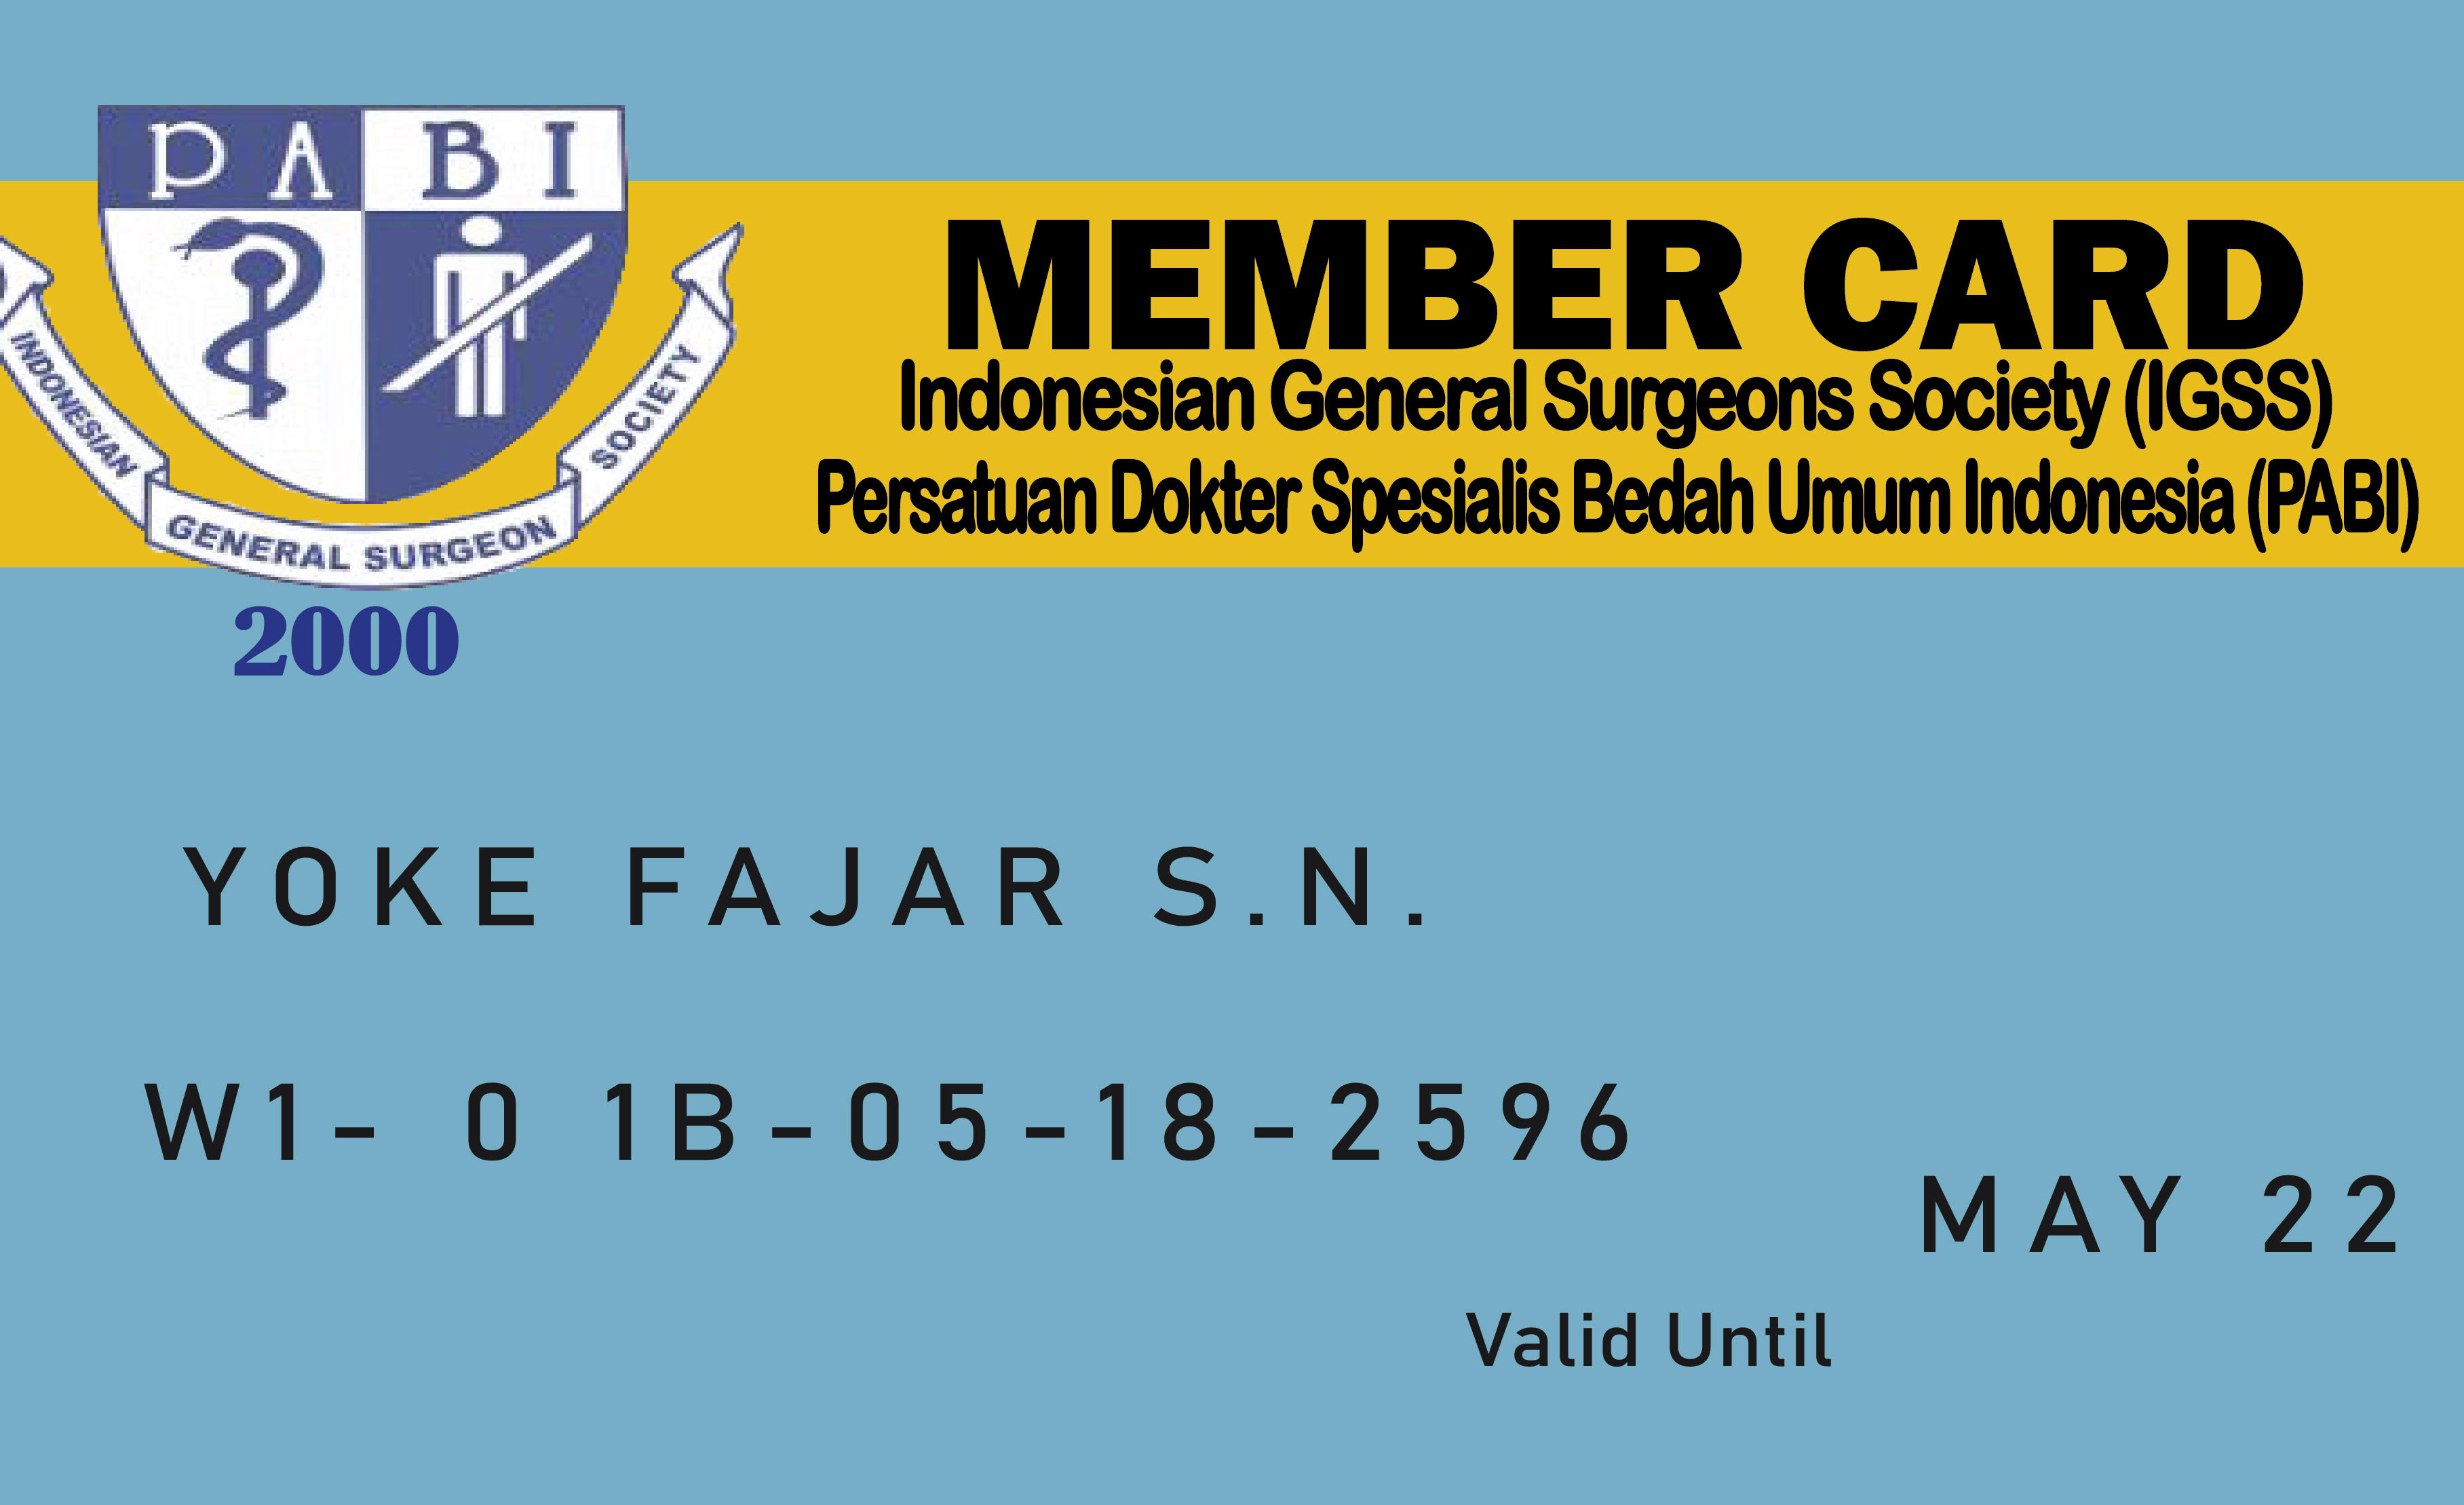 PABI
INDONESIAN GENERAL SURGEON SOCIETY
2000
MEMBER CARD
Indonesian General Surgeons Society (IGSS)
Persatuan Dokter Spesialis Bedah Umum Indonesia (PABI)
YOKE FAJAR S.N.
W1- 0 1B-05-18-2596
MAY 22
Valid Until